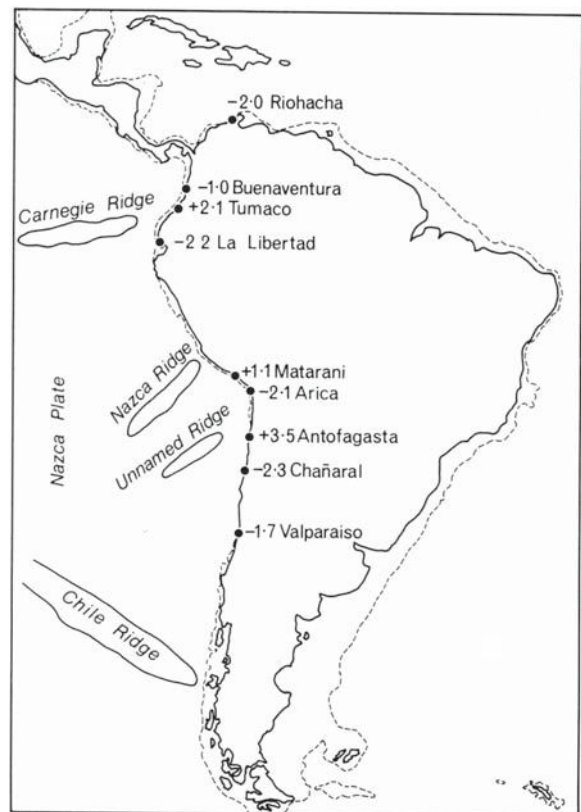 −2·0 Riohacha
−1·0 Buenaventura
+2·1 Tumaco
Carnegie Ridge
−2 2 La Libertad
+1·1 Matarani
−2·1 Arica
Nazca Ridge
+3·5 Antofagasta
Unnamed Ridge
−2·3 Chañaral
Nazca Plate
−1·7 Valparaiso
Chile Ridge